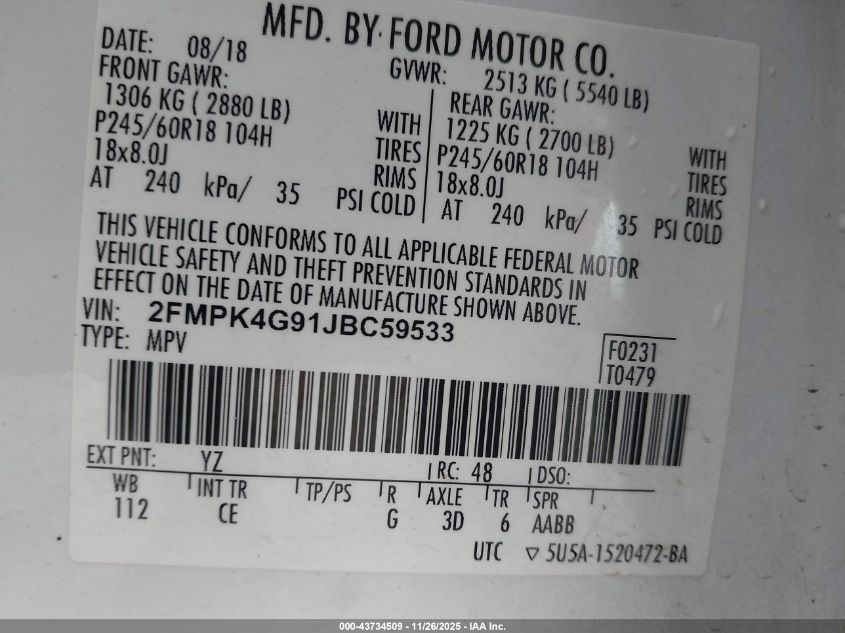 MFD. BY FORD MOTOR CO.
DATE: 08/18
GVWR: 2513 KG ( 5540 LB)
FRONT GAWR:
1306 KG ( 2880 LB)
P245/60R18 104H WITH
18x8.0J TIRES
RIMS
AT 240 kPa/ 35 PSI COLD
REAR GAWR:
1225 KG ( 2700 LB)
P245/60R18 104H WITH
18x8.0J TIRES
RIMS
AT 240 kPa/ 35 PSI COLD
THIS VEHICLE CONFORMS TO ALL APPLICABLE FEDERAL MOTOR
VEHICLE SAFETY AND THEFT PREVENTION STANDARDS IN
EFFECT ON THE DATE OF MANUFACTURE SHOWN ABOVE.
VIN: 2FMPK4G91JBC59533
TYPE: MPV
F0231
T0479
EXT PNT: YZ RC: 48 DSO:
WB INT TR TP/PS R AXLE TR SPR
112 CE G 3D 6 AABB
UTC ▽ 5U5A-1520472-BA
000-43734509 - 11/26/2025 - IAA Inc.